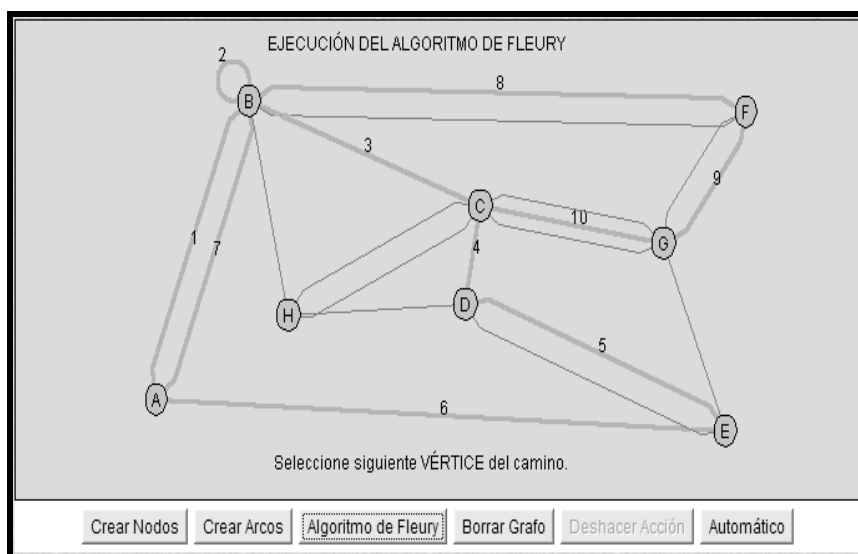 EJECUCIÓN DEL ALGORITMO DE FLEURY
2
8
B
F
3
9
C
10
1
7
4
G
H
D
5
A
6
E
Seleccione siguiente VÉRTICE del camino.
Crear Nodos Crear Arcos Algoritmo de Fleury Borrar Grafo Deshacer Acción Automático